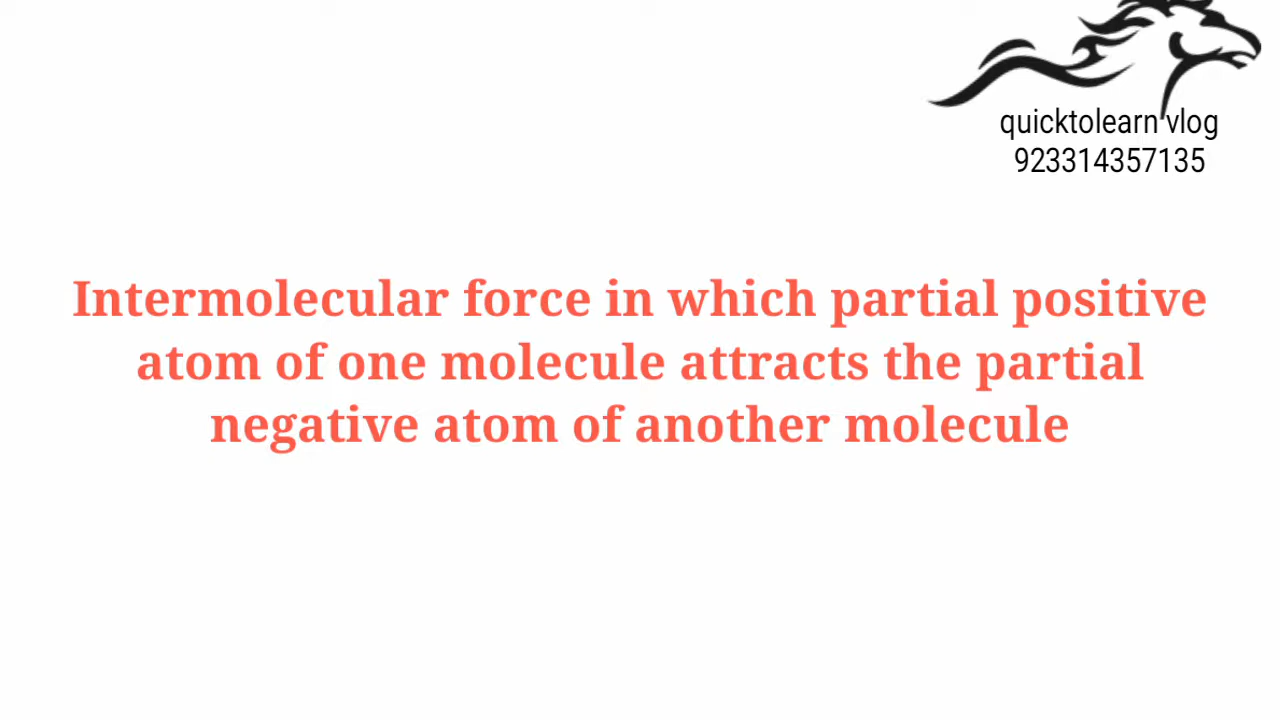 quicktolearn vlog
923314357135
Intermolecular force in which partial positive
atom of one molecule attracts the partial
negative atom of another molecule